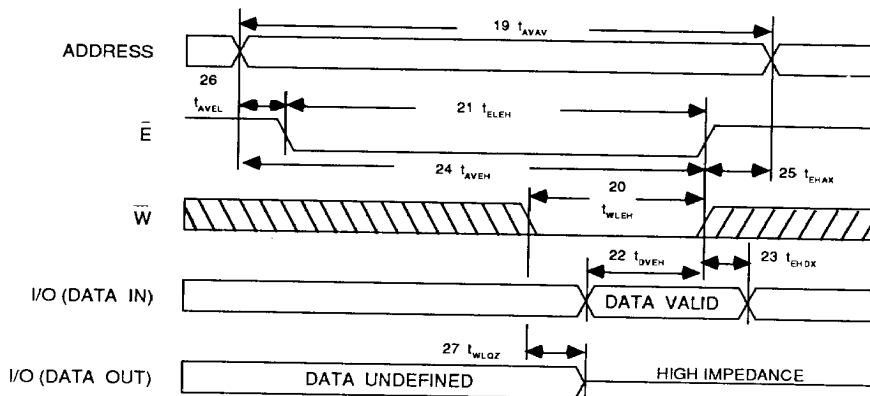 19 tAVAV
ADDRESS
26
tAVEL
21 tELEH
E
24 tAVEH
25 tEHAX
20
tWLEH
W
22 tDVEH
23 tEHDX
I/O (DATA IN)
DATA VALID
27 tWLQZ
I/O (DATA OUT)
DATA UNDEFINED
HIGH IMPEDANCE